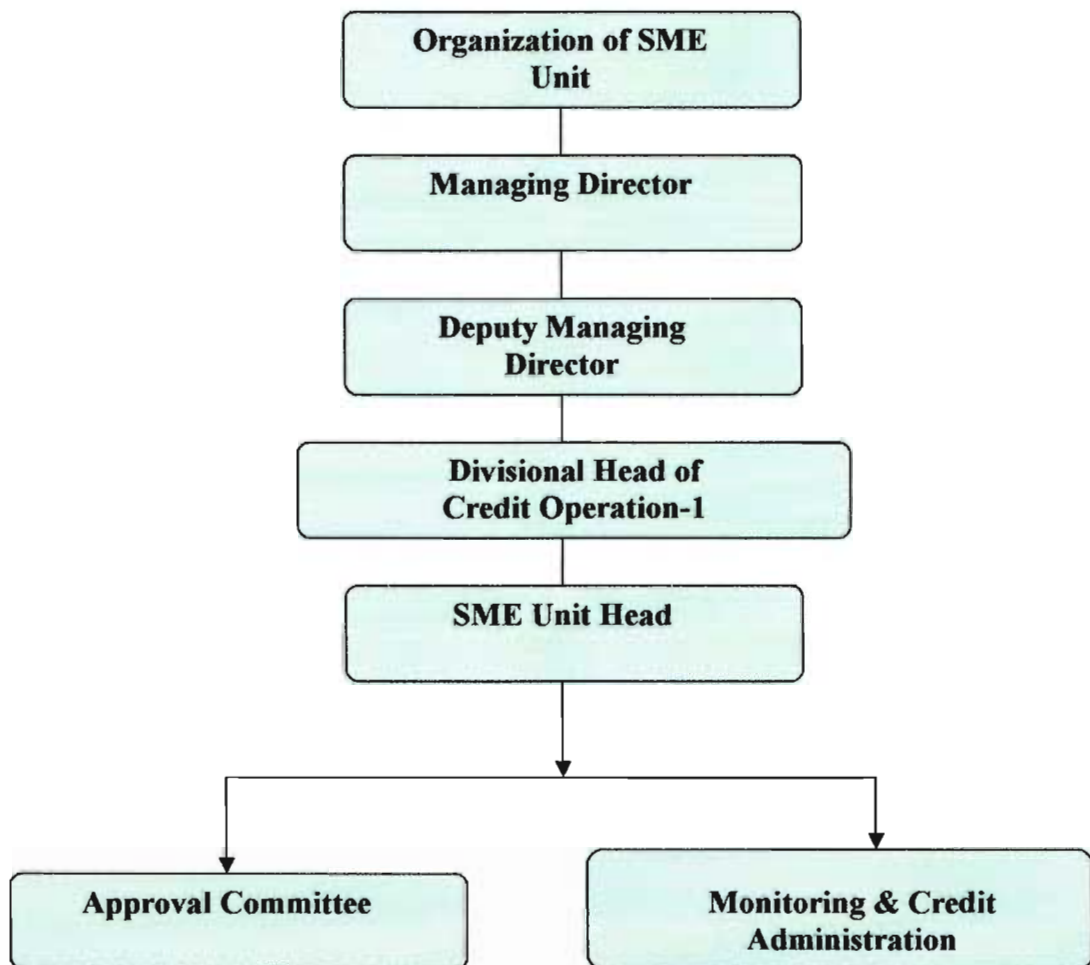 Organization of SME
Unit
Managing Director
Deputy Managing
Director
Divisional Head of
Credit Operation-1
SME Unit Head
Approval Committee
Monitoring & Credit
Administration